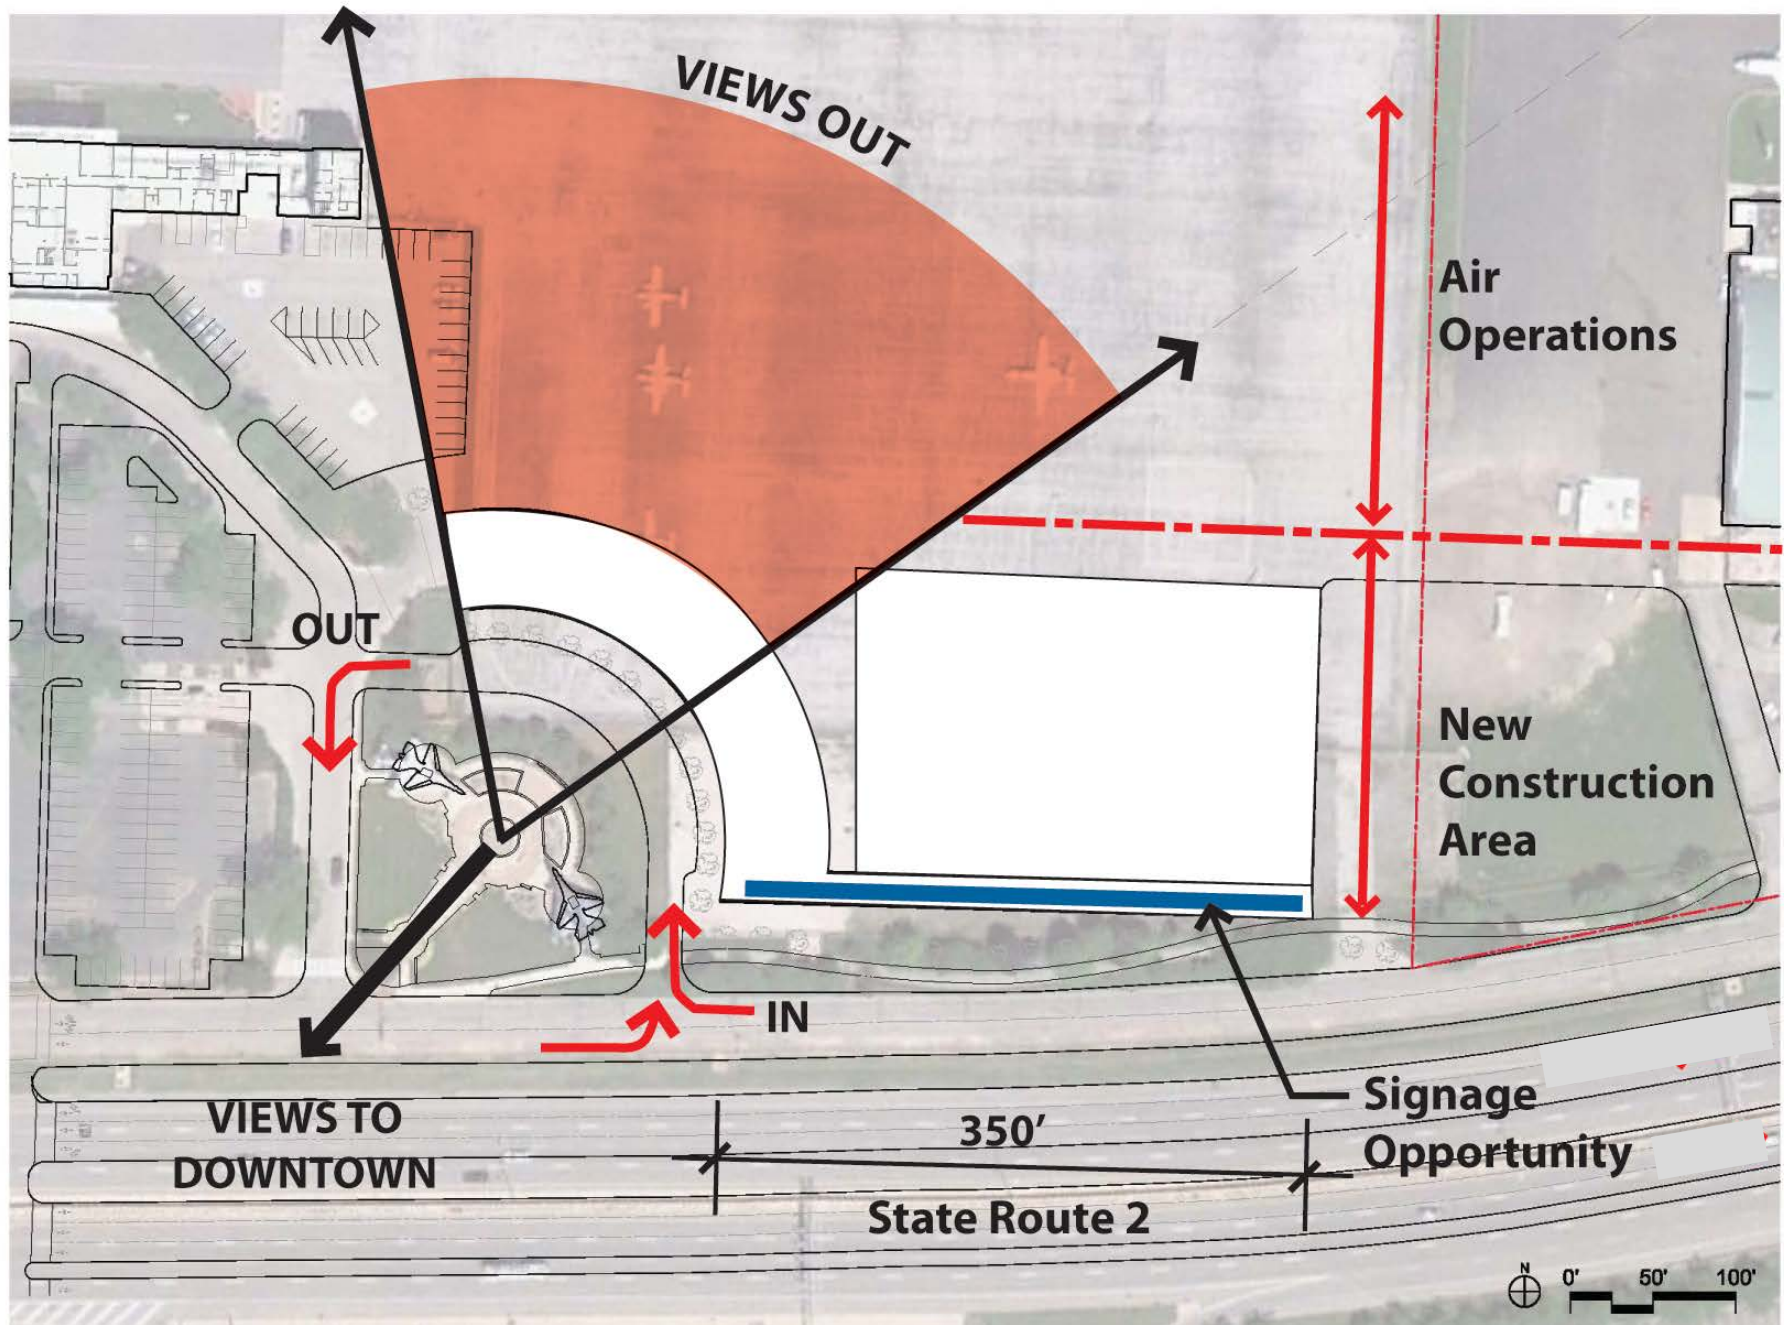 VIEWS OUT
Air
Operations
OUT
New
Construction
Area
IN
Signage
Opportunity
VIEWS TO
DOWNTOWN
350’
State Route 2
N
0' 50' 100'